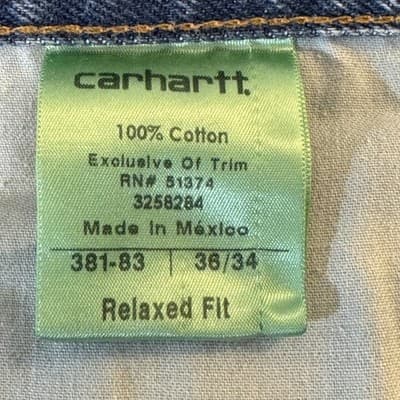 carhartt.
100% Cotton
Exclusive Of Trim
RN# 51374
3258284
Made In México
381-83 | 36/34
Relaxed Fit